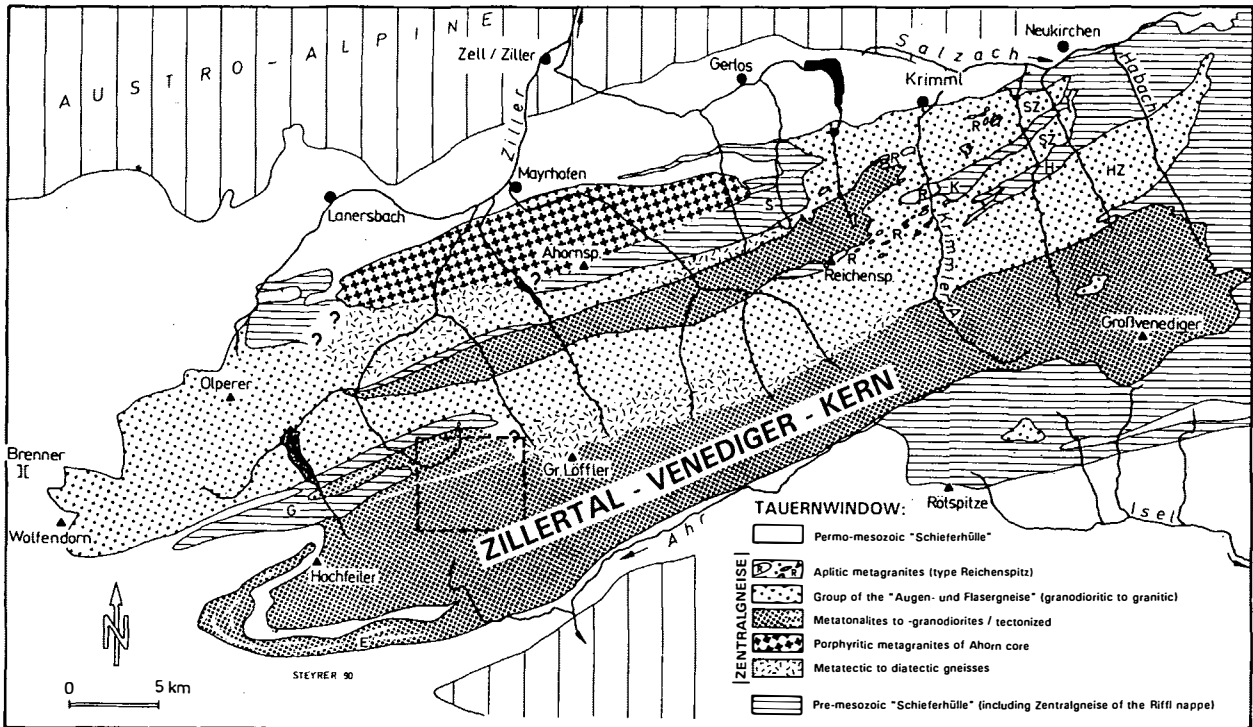 AUSTRO-ALPINE
Zell / Ziller
Ziller
Gerlos
Salzach
Neukirchen
Krimml
Habach
Mayrhofen
Lanersbach
R
SZ
SZ
K
H
HZ
R
R
R
R
S
Ahornsp.
Reichensp.
Krimmler A.
Großvenediger
?
?
?
?
?
Olperer
Brenner
Wolfendorn
G
Gr. Löffler
Hochfeiler
E
ZILLERTAL - VENEDIGER - KERN
Ahr
Rötspitze
Isel
N
0 5 km
STEYRER 90
TAUERNWINDOW:
Permo-mesozoic "Schieferhülle"
ZENTRALGNEISE
R R Aplitic metagranites (type Reichenspitz)
Group of the "Augen- und Flasergneise" (granodioritic to granitic)
Metatonalites to -granodiorites / tectonized
Porphyritic metagranites of Ahorn core
Metatectic to diatectic gneisses
Pre-mesozoic "Schieferhülle" (including Zentralgneise of the Riffl nappe)